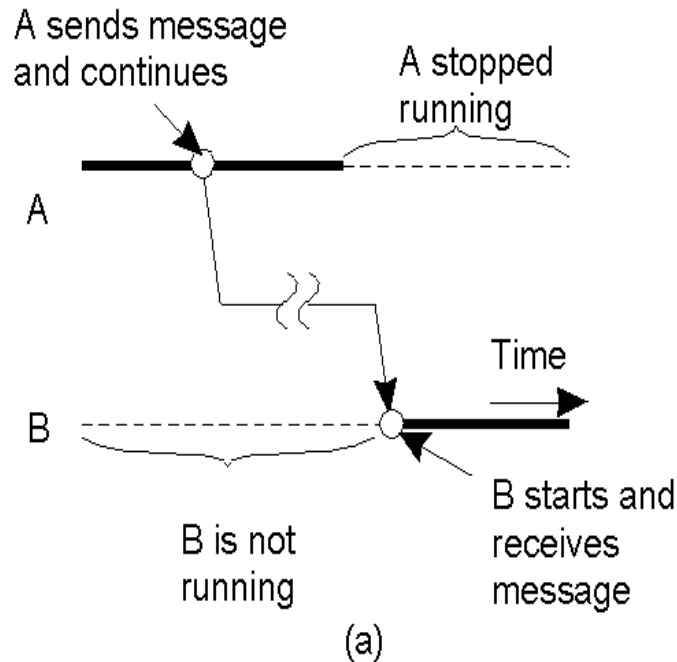 A sends message
and continues
A stopped
running
A
Time
B
B starts and
receives
message
B is not
running
(a)